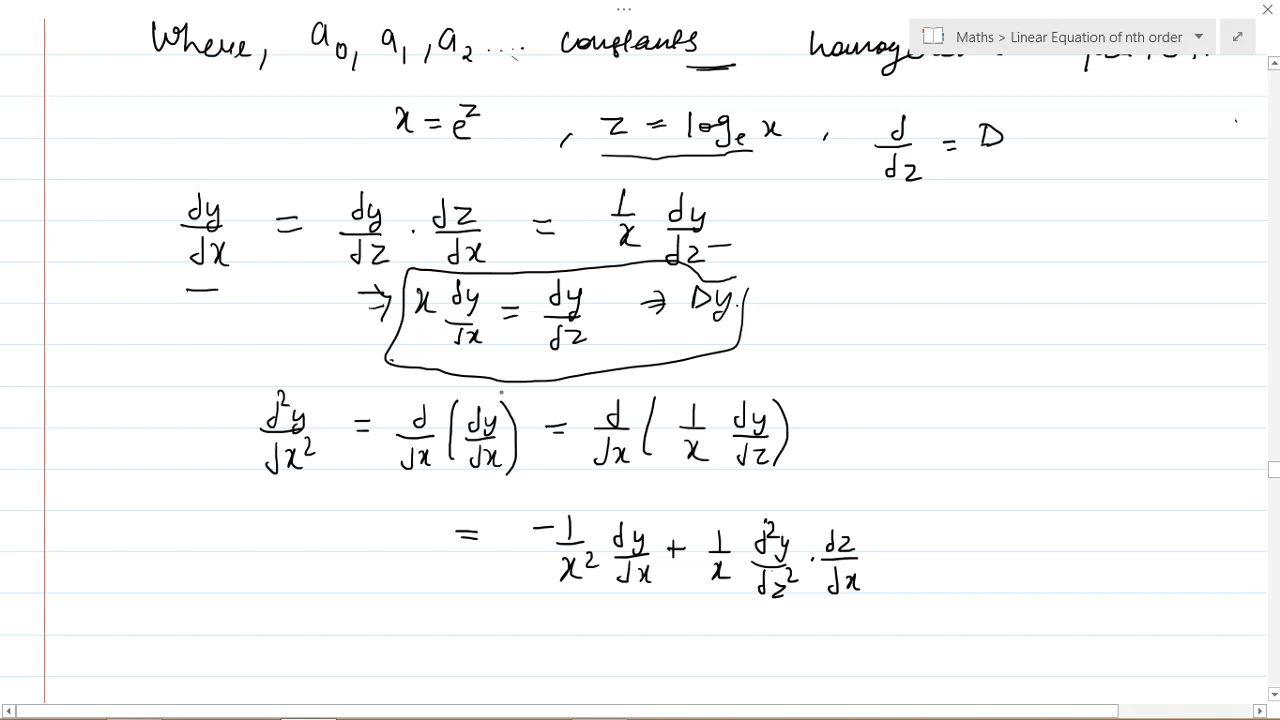 Where, a₀, a₁, a₂ .... constants
Maths > Linear Equation of nth order
x = e^z , z = logₑ x , d/dz = D
dy/dx = dy/dz · dz/dx = 1/x dy/dz
⇒ x dy/dx = dy/dz ⇒ Dy.
d²y/dx² = d/dx (dy/dx) = d/dx (1/x dy/dz)
= -1/x² dy/dx + 1/x d²y/dz² · dz/dx